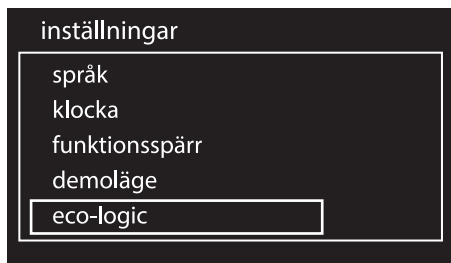 inställningar
språk
klocka
funktionsspärr
demoläge
eco-logic